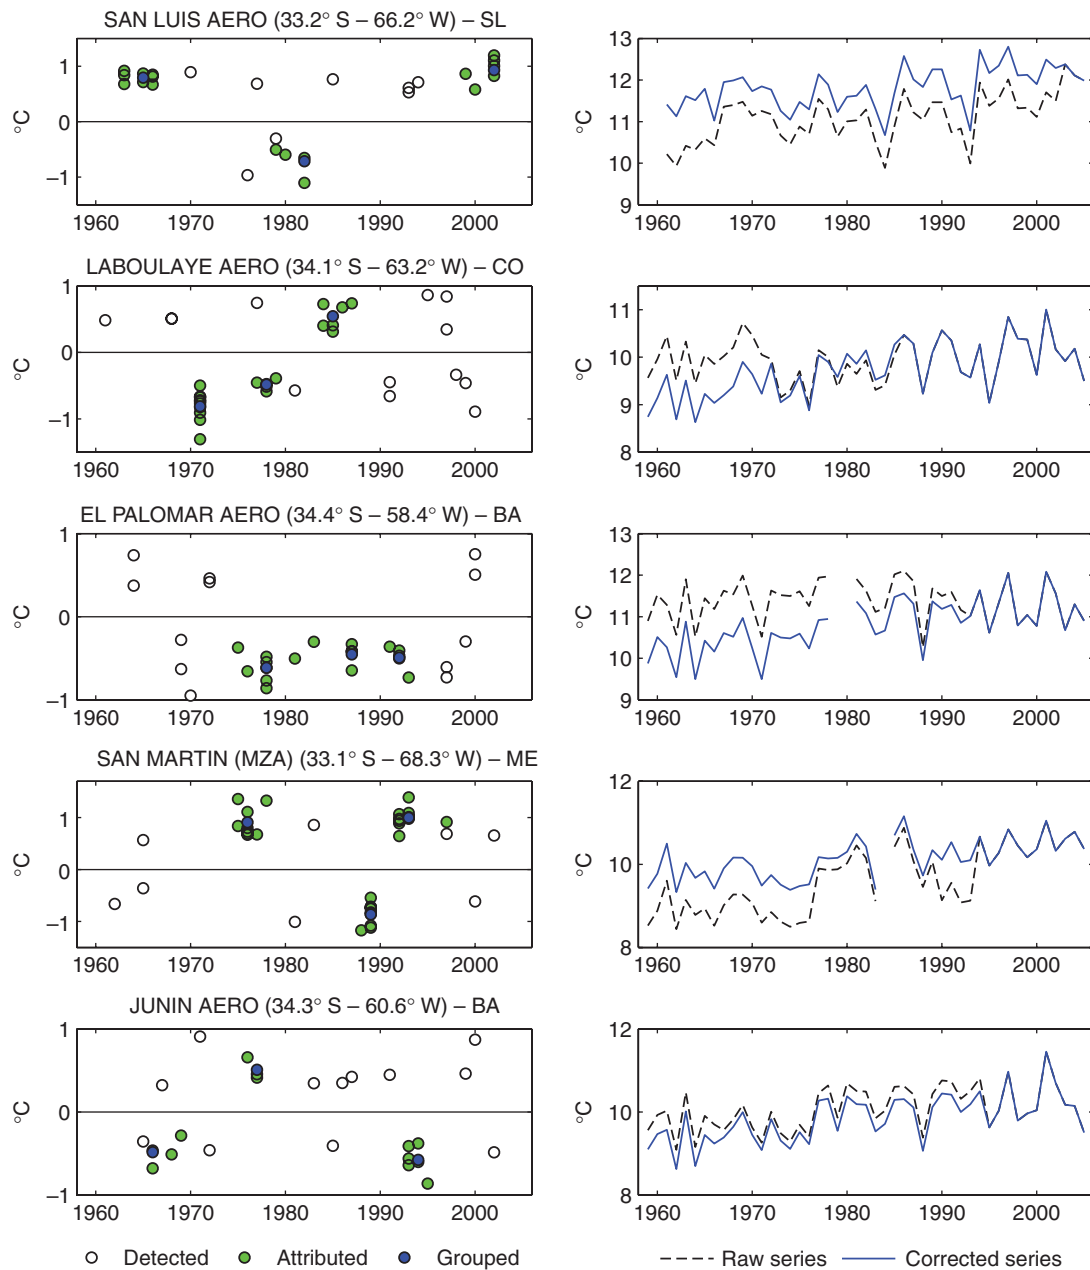 SAN LUIS AERO (33.2° S – 66.2° W) – SL
°C
1
0
−1
1960 1970 1980 1990 2000
°C
13
12
11
10
9
1960 1970 1980 1990 2000
LABOULAYE AERO (34.1° S – 63.2° W) – CO
°C
1
0
−1
1960 1970 1980 1990 2000
°C
11
10
9
8
1960 1970 1980 1990 2000
EL PALOMAR AERO (34.4° S – 58.4° W) – BA
°C
1
0
−1
1960 1970 1980 1990 2000
°C
13
12
11
10
9
1960 1970 1980 1990 2000
SAN MARTIN (MZA) (33.1° S – 68.3° W) – ME
°C
1
0
−1
1960 1970 1980 1990 2000
°C
12
10
8
1960 1970 1980 1990 2000
JUNIN AERO (34.3° S – 60.6° W) – BA
°C
1
0
−1
1960 1970 1980 1990 2000
°C
12
10
8
1960 1970 1980 1990 2000
Detected Attributed Grouped
Raw series Corrected series